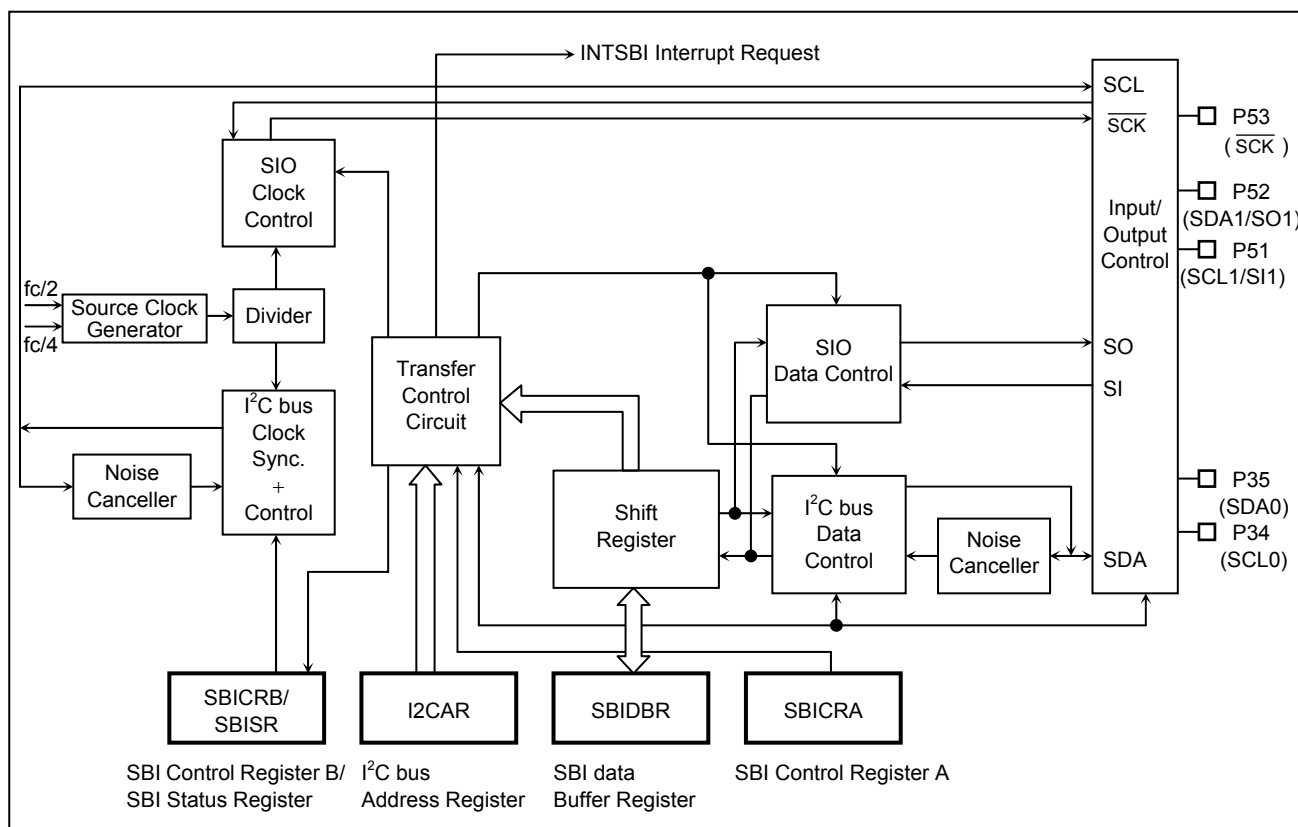 INTSBI Interrupt Request
SCL
SCK
P53
( SCK )
SIO
Clock
Control
P52
(SDA1/SO1)
Input/
Output
Control
P51
(SCL1/SI1)
fc/2
fc/4
Source Clock
Generator
Divider
Transfer
Control
Circuit
SIO
Data Control
SO
SI
I²C bus
Clock
Sync.
+
Control
Noise
Canceller
Shift
Register
I²C bus
Data
Control
Noise
Canceller
SDA
P35
(SDA0)
P34
(SCL0)
SBICRB/
SBISR
I2CAR
SBIDBR
SBICRA
SBI Control Register B/
SBI Status Register
I²C bus
Address Register
SBI data
Buffer Register
SBI Control Register A